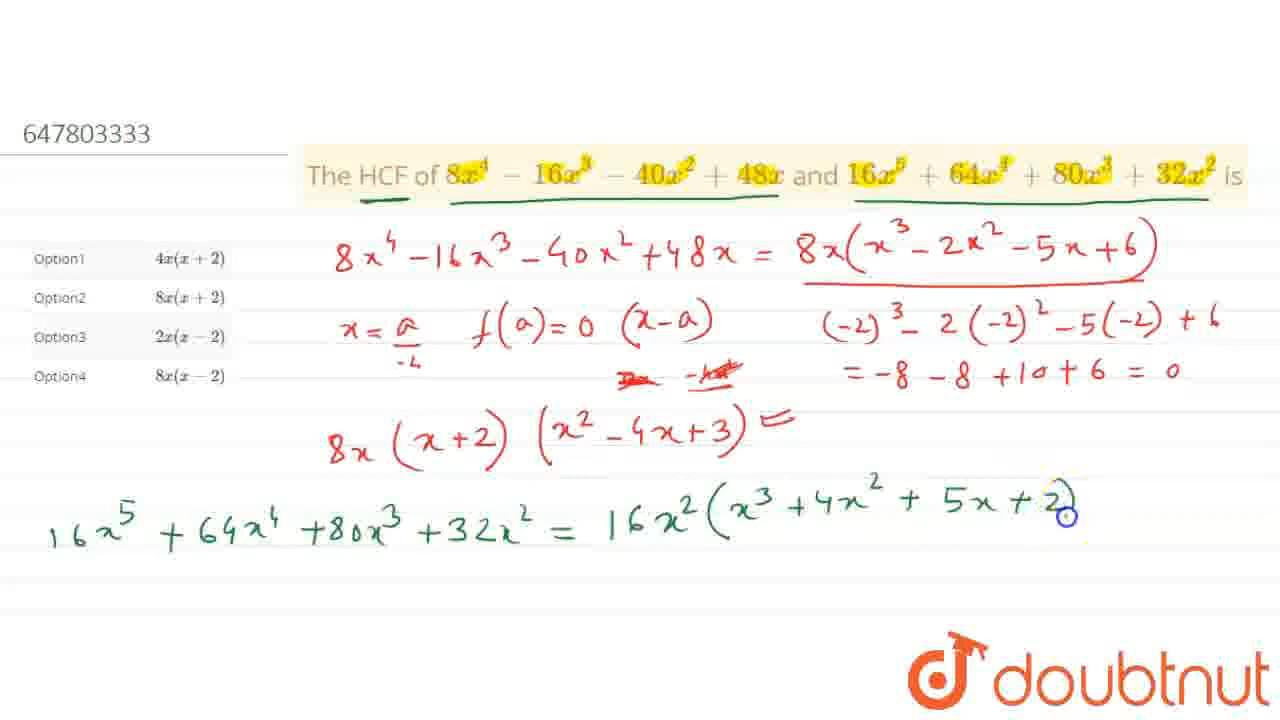 647803333
The HCF of 8x⁴ − 16x³ − 40x² + 48x and 16x⁵ + 64x⁴ + 80x³ + 32x² is
Option1 4x(x + 2)
Option2 8x(x + 2)
Option3 2x(x − 2)
Option4 8x(x − 2)
8x⁴ − 16x³ − 40x² + 48x = 8x(x³ − 2x² − 5x + 6)
x = a f(a) = 0 (x − a) (−2)³ − 2(−2)² − 5(−2) + 6
= −8 − 8 + 10 + 6 = 0
8x (x + 2) (x² − 4x + 3) =
16x⁵ + 64x⁴ + 80x³ + 32x² = 16x² (x³ + 4x² + 5x + 2)
doubtnut